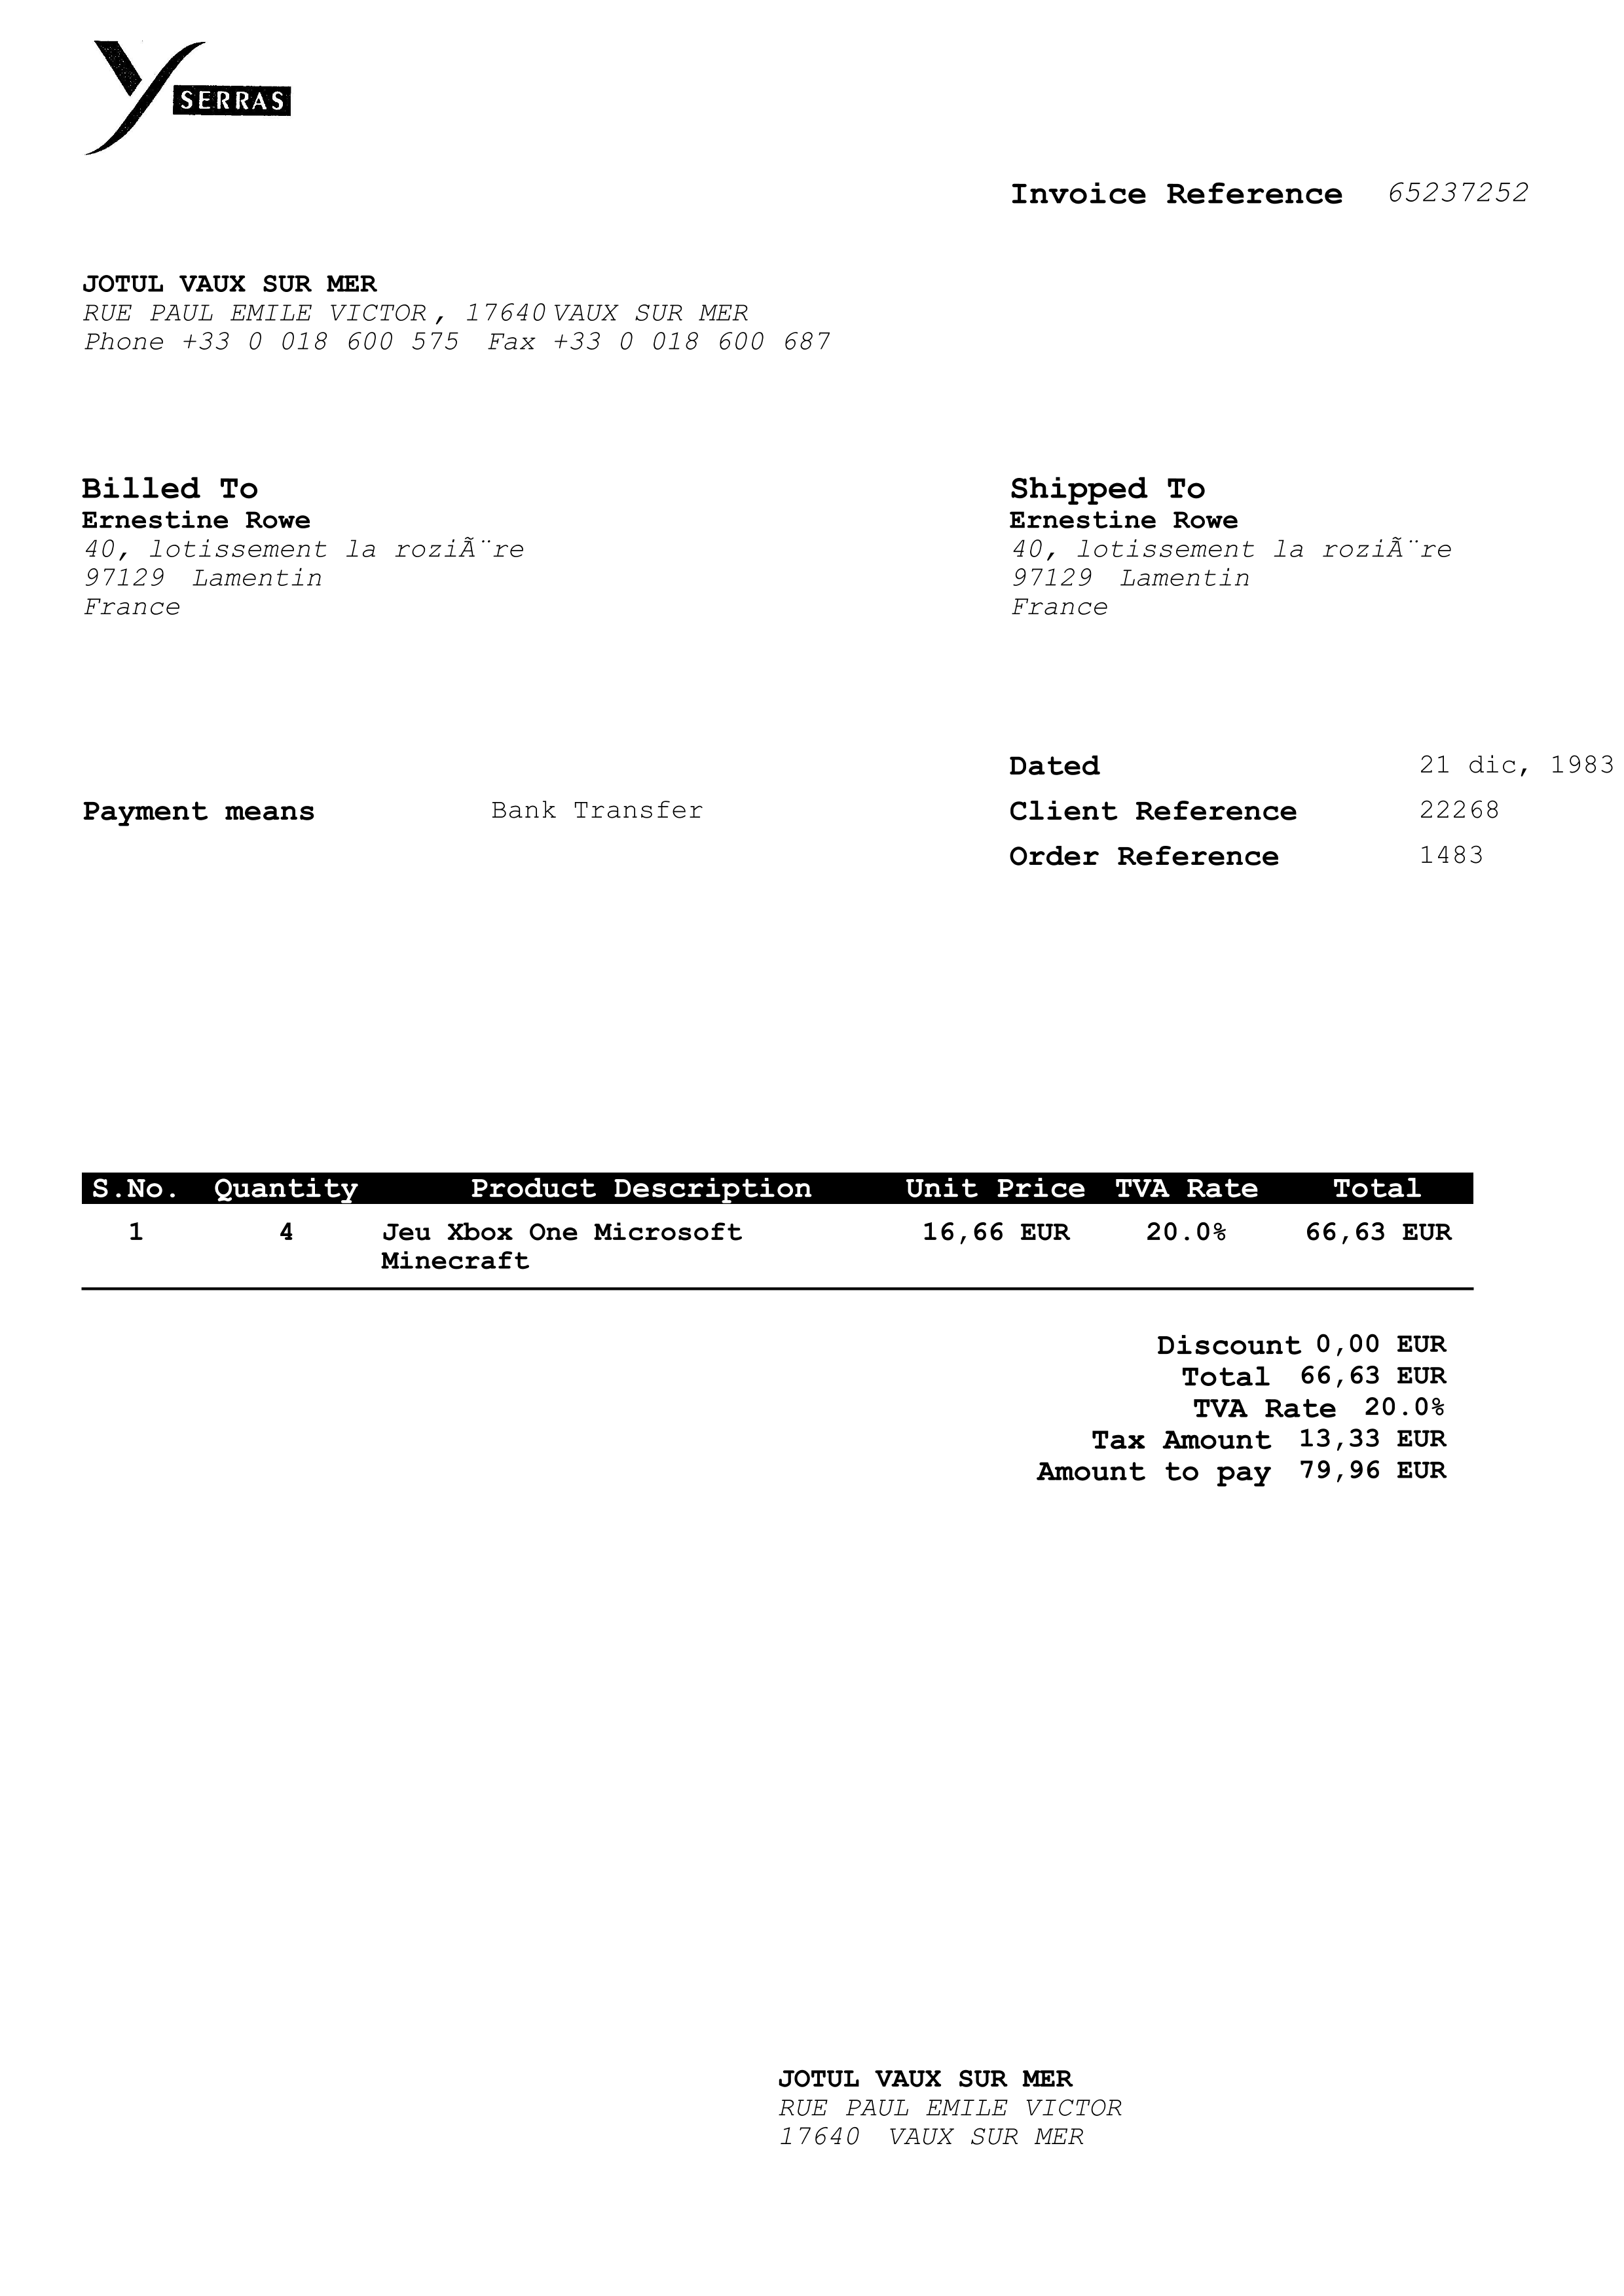 Y SERRAS
Invoice Reference 65237252
JOTUL VAUX SUR MER
RUE PAUL EMILE VICTOR, 17640 VAUX SUR MER
Phone +33 0 018 600 575 Fax +33 0 018 600 687
Billed To
Ernestine Rowe
40, lotissement la roziÃ¨re
97129 Lamentin
France
Shipped To
Ernestine Rowe
40, lotissement la roziÃ¨re
97129 Lamentin
France
Dated 21 dic, 1983
Payment means Bank Transfer
Client Reference 22268
Order Reference 1483
S.No. Quantity Product Description Unit Price TVA Rate Total
1 4 Jeu Xbox One Microsoft 16,66 EUR 20.0% 66,63 EUR
Minecraft
Discount 0,00 EUR
Total 66,63 EUR
TVA Rate 20.0%
Tax Amount 13,33 EUR
Amount to pay 79,96 EUR
JOTUL VAUX SUR MER
RUE PAUL EMILE VICTOR
17640 VAUX SUR MER